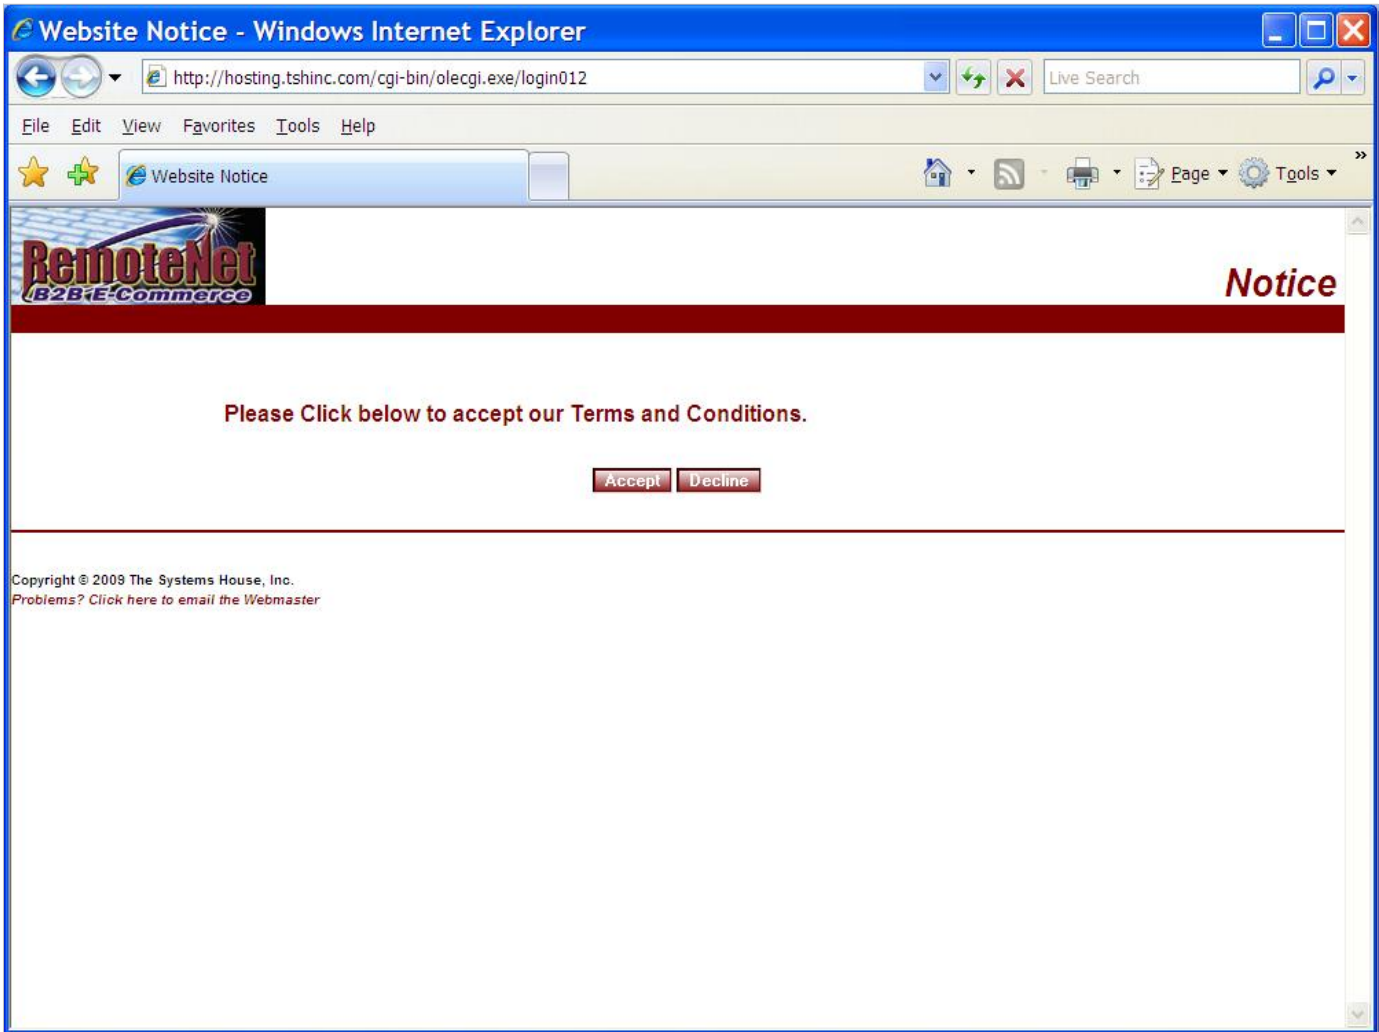 Website Notice - Windows Internet Explorer
http://hosting.tshinc.com/cgi-bin/olecgi.exe/login012
Live Search
File Edit View Favorites Tools Help
Website Notice
Page Tools »
RemoteNet
B2B E-Commerce
Notice
Please Click below to accept our Terms and Conditions.
Accept Decline
Copyright © 2009 The Systems House, Inc.
Problems? Click here to email the Webmaster